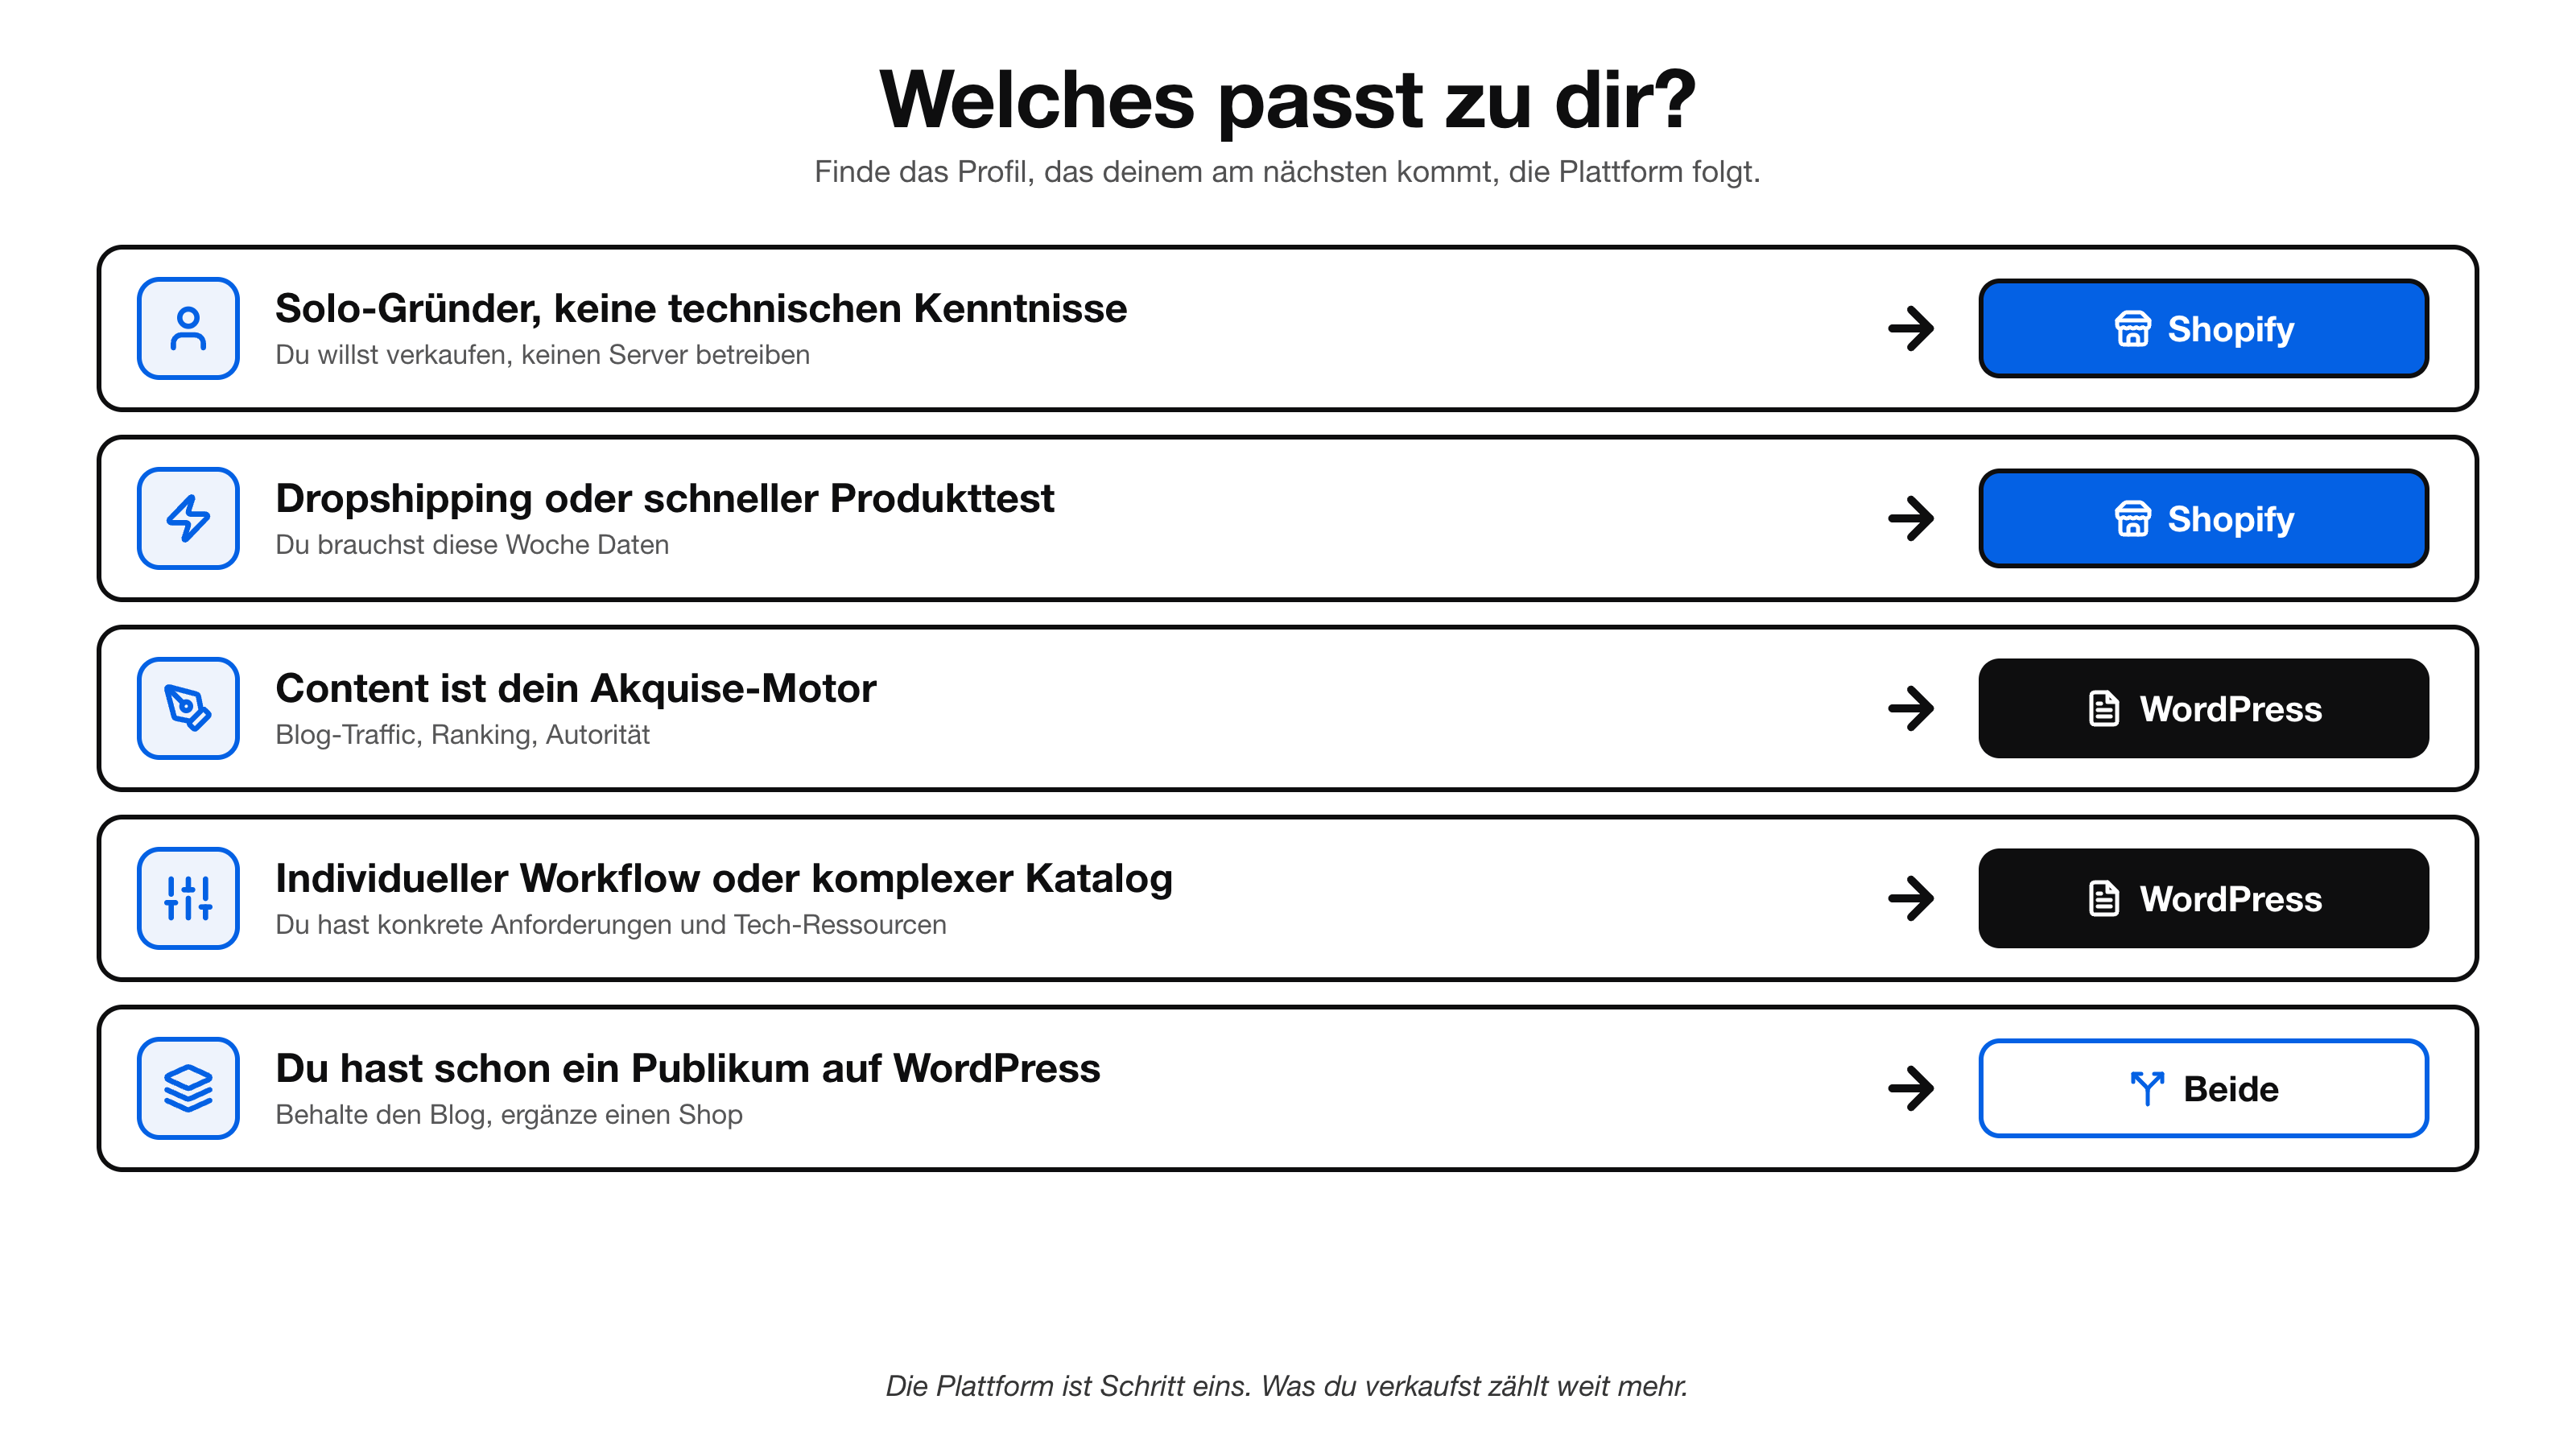 Welches passt zu dir?
Finde das Profil, das deinem am nächsten kommt, die Plattform folgt.
Solo-Gründer, keine technischen Kenntnisse
Du willst verkaufen, keinen Server betreiben
Shopify
Dropshipping oder schneller Produkttest
Du brauchst diese Woche Daten
Shopify
Content ist dein Akquise-Motor
Blog-Traffic, Ranking, Autorität
WordPress
Individueller Workflow oder komplexer Katalog
Du hast konkrete Anforderungen und Tech-Ressourcen
WordPress
Du hast schon ein Publikum auf WordPress
Behalte den Blog, ergänze einen Shop
Beide
Die Plattform ist Schritt eins. Was du verkaufst zählt weit mehr.